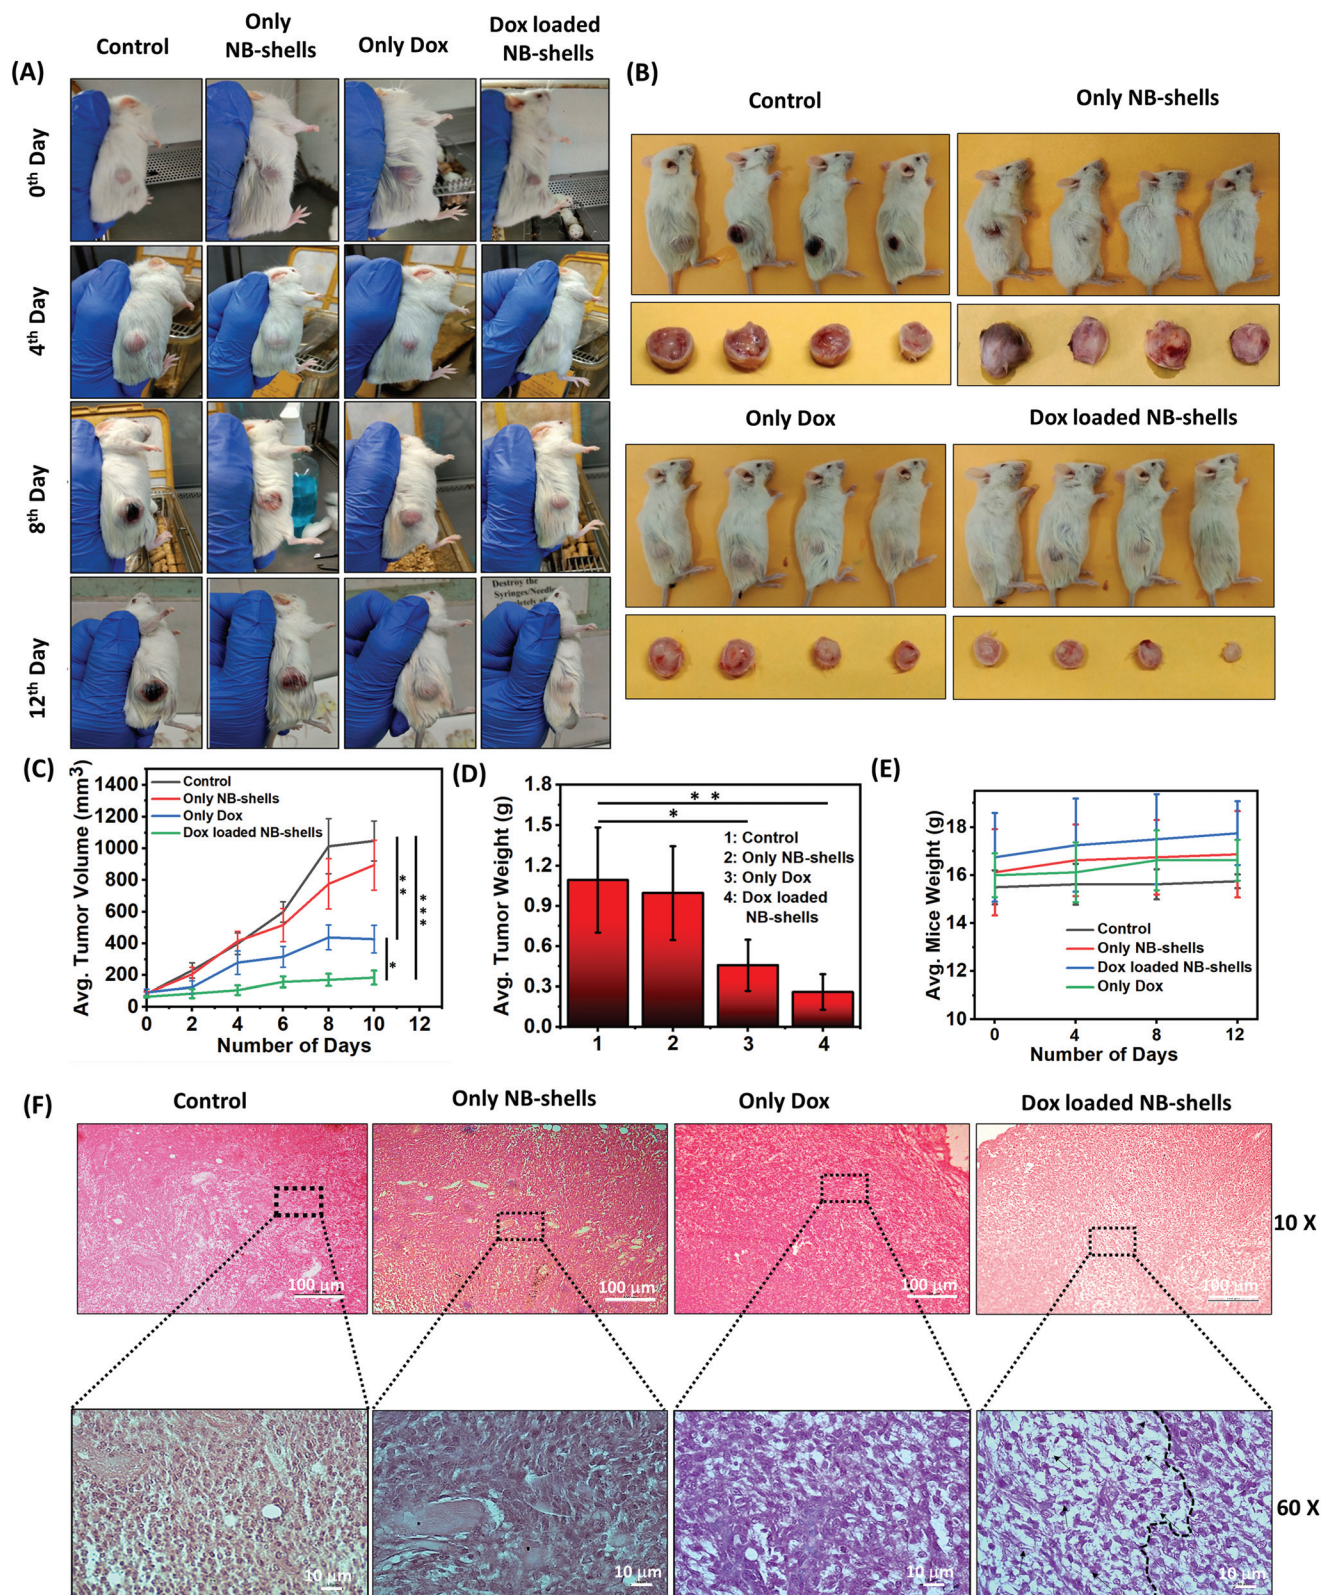 Control
Only
NB-shells
Only Dox
Dox loaded
NB-shells
(A)
0th Day
4th Day
8th Day
12th Day
Destroy the
Syringes/Needle
(B)
Control
Only NB-shells
Only Dox
Dox loaded NB-shells
(C)
Avg. Tumor Volume (mm3)
1400
1200
1000
800
600
400
200
0
0 2 4 6 8 10 12
Number of Days
Control
Only NB-shells
Only Dox
Dox loaded NB-shells
**
***
*
(D)
Avg. Tumor Weight (g)
1.8
1.5
1.2
0.9
0.6
0.3
0.0
1 2 3 4
* *
*
1: Control
2: Only NB-shells
3: Only Dox
4: Dox loaded
NB-shells
(E)
Avg. Mice Weight (g)
18
16
14
12
10
0 4 8 12
Number of Days
Control
Only NB-shells
Dox loaded NB-shells
Only Dox
(F)
Control
Only NB-shells
Only Dox
Dox loaded NB-shells
100 µm
100 µm
100 µm
100 µm
10 X
10 µm
10 µm
10 µm
10 µm
60 X